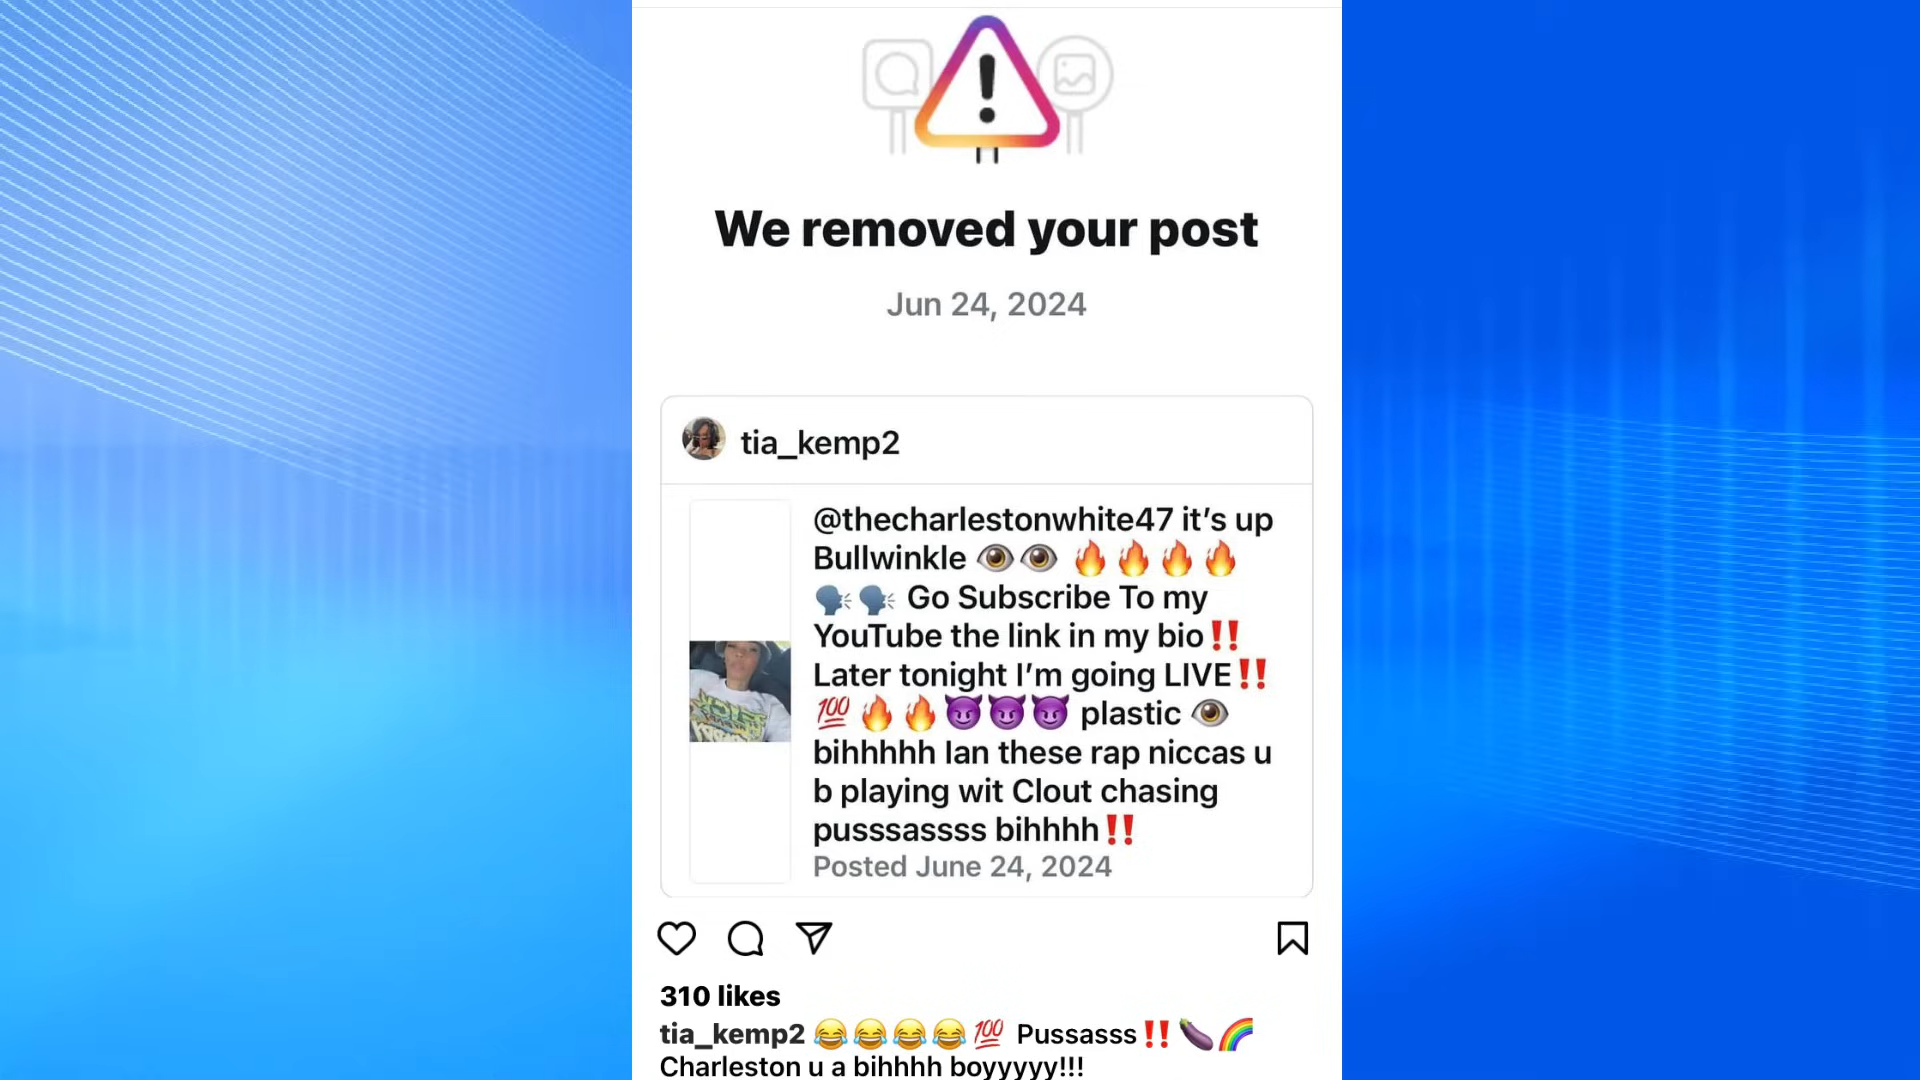 We removed your post
Jun 24, 2024
tia_kemp2
@thecharlestonwhite47 it’s up
Bullwinkle 👁️👁️ 🔥🔥🔥🔥
🗣️🗣️ Go Subscribe To my
YouTube the link in my bio‼️
Later tonight I’m going LIVE‼️
💯🔥🔥😈😈😈 plastic 👁️
bihhhhh Ian these rap niccas u
b playing wit Clout chasing
pusssassss bihhhh‼️
Posted June 24, 2024
310 likes
tia_kemp2 😂😂😂😂💯 Pussasss‼️🍆🌈
Charleston u a bihhhh boyyyyy!!!